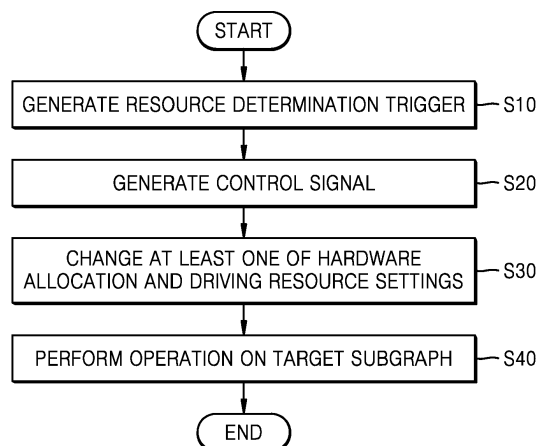 START
GENERATE RESOURCE DETERMINATION TRIGGER
S10
GENERATE CONTROL SIGNAL
S20
CHANGE AT LEAST ONE OF HARDWARE
ALLOCATION AND DRIVING RESOURCE SETTINGS
S30
PERFORM OPERATION ON TARGET SUBGRAPH
S40
END